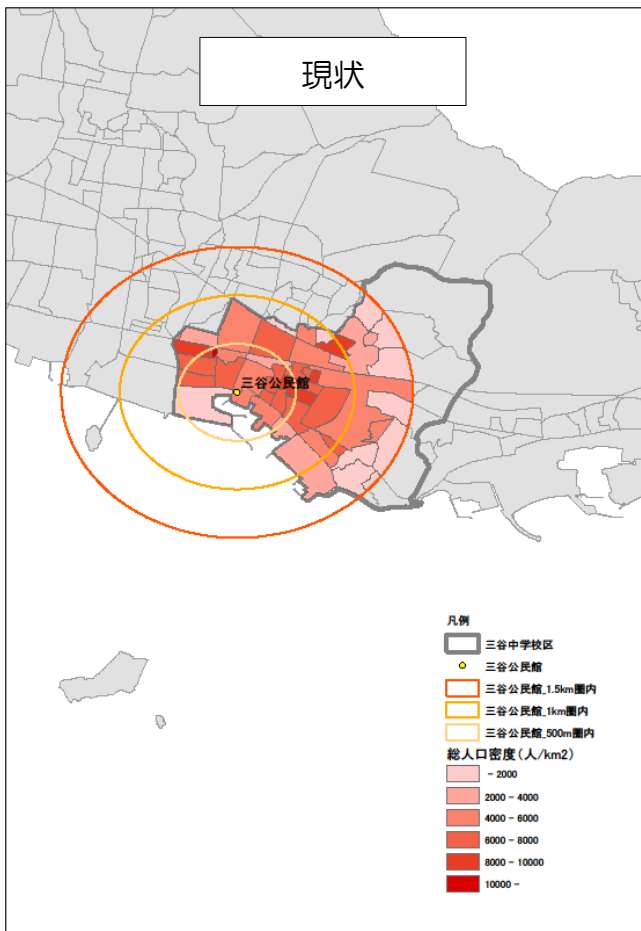 現状
三谷公民館
凡例
三谷中学校区
三谷公民館
三谷公民館_1.5km圏内
三谷公民館_1km圏内
三谷公民館_500m圏内
総人口密度(人/km2)
- 2000
2000 - 4000
4000 - 6000
6000 - 8000
8000 - 10000
10000 -